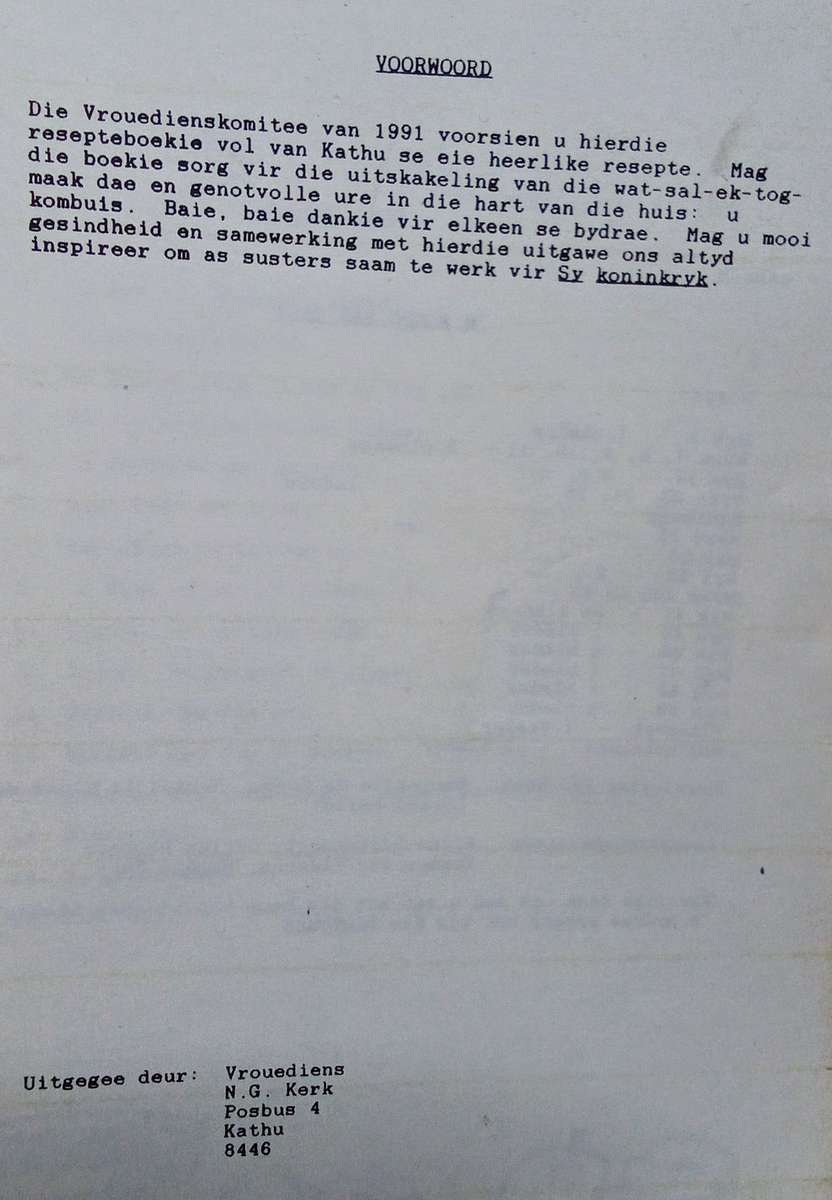 VOORWOORD
Die Vrouedienskomitee van 1991 voorsien u hierdie
resepteboekie vol van Kathu se eie heerlike resepte.  Mag
die boekie sorg vir die uitskakeling van die wat-sal-ek-tog-
maak dae en genotvolle ure in die hart van die huis:  u
kombuis.  Baie, baie dankie vir elkeen se bydrae.  Mag u mooi
gesindheid en samewerking met hierdie uitgawe ons altyd
inspireer om as susters saam te werk vir Sy koninkryk.
Uitgegee deur:  Vrouediens
N.G. Kerk
Posbus 4
Kathu
8446